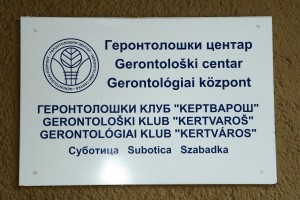 Геронтолошки центар
Gerontološki centar
Gerontológiai központ
ГЕРОНТОЛОШКИ КЛУБ "КЕРТВАРОШ"
GERONTOLOŠKI KLUB "KERTVAROŠ"
GERONTOLÓGIAI KLUB "KERTVÁROS"
Суботица Subotica Szabadka